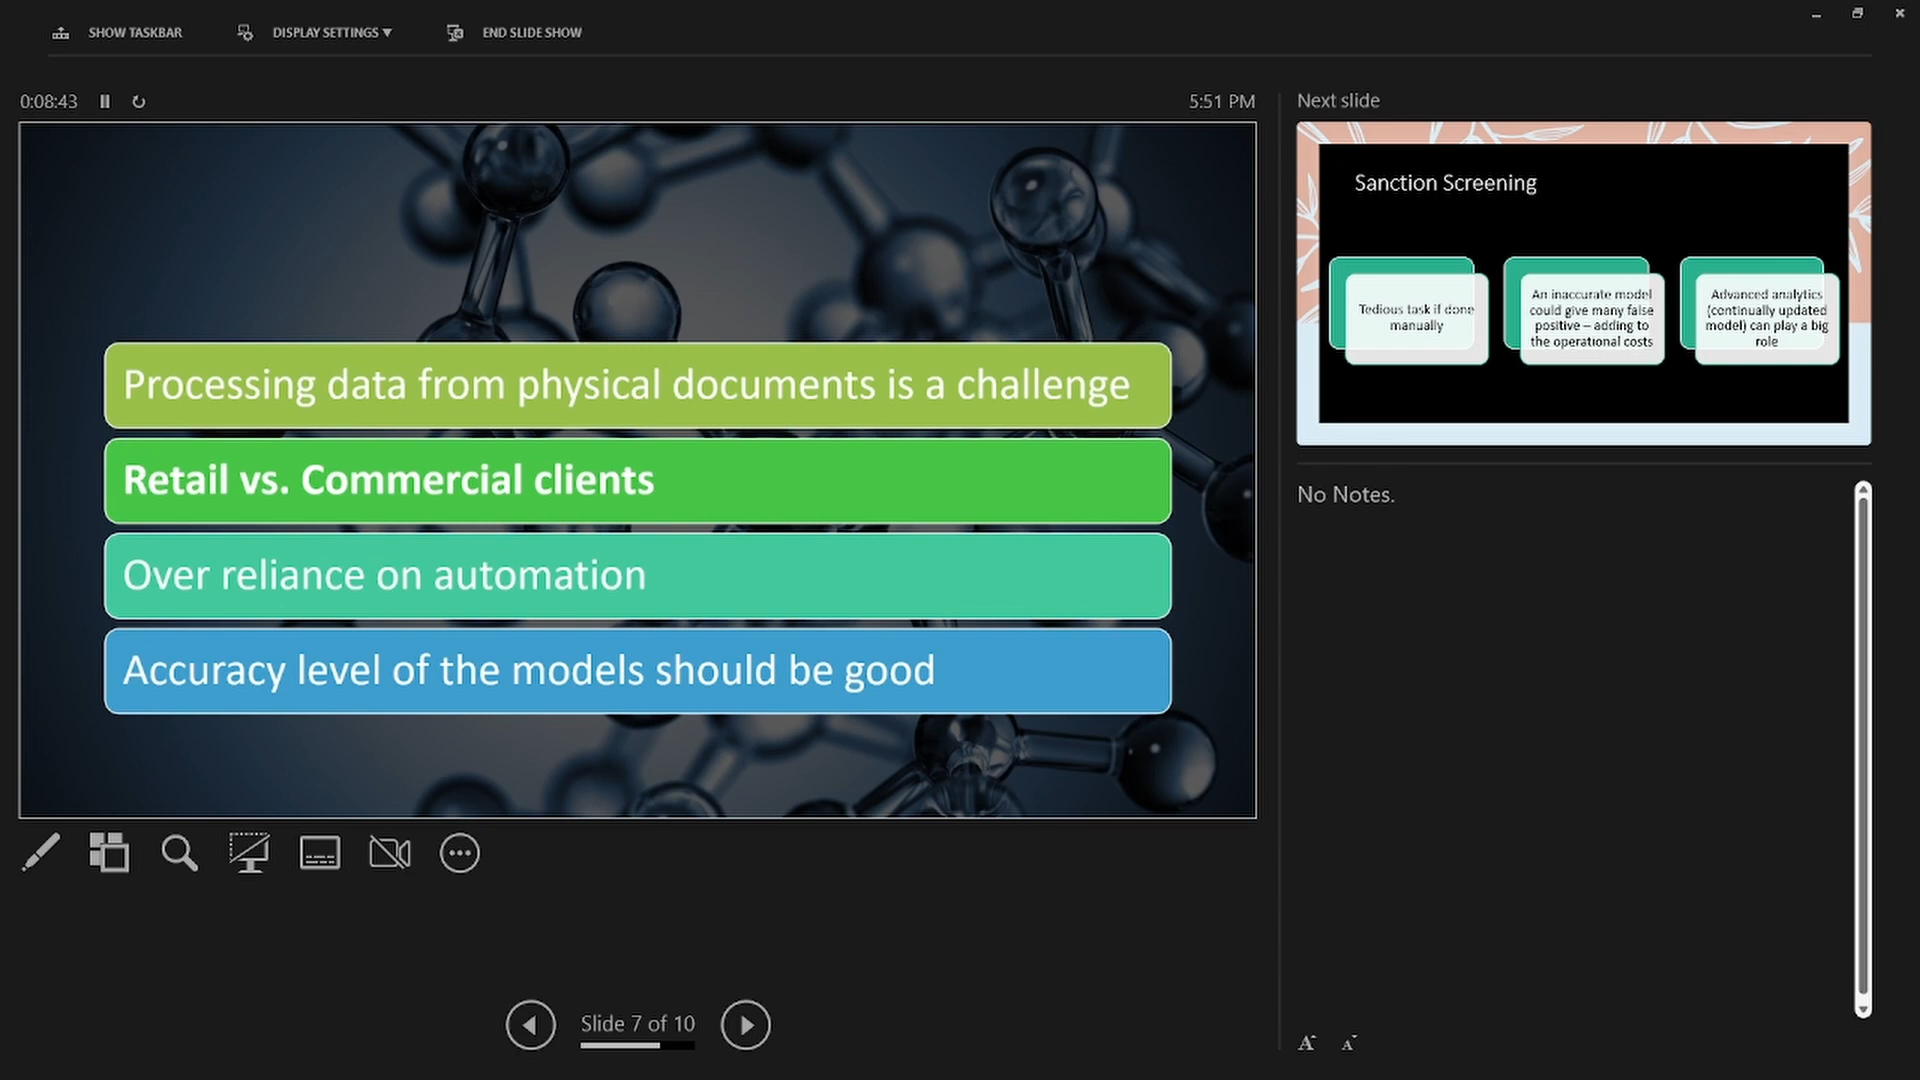 SHOW TASKBAR
DISPLAY SETTINGS ▼
END SLIDE SHOW
0:08:43
5:51 PM
Processing data from physical documents is a challenge
Retail vs. Commercial clients
Over reliance on automation
Accuracy level of the models should be good
Slide 7 of 10
Next slide
Sanction Screening
Tedious task if done
manually
An inaccurate model
could give many false
positive – adding to
the operational costs
Advanced analytics
(continually updated
model) can play a big
role
No Notes.
A
A